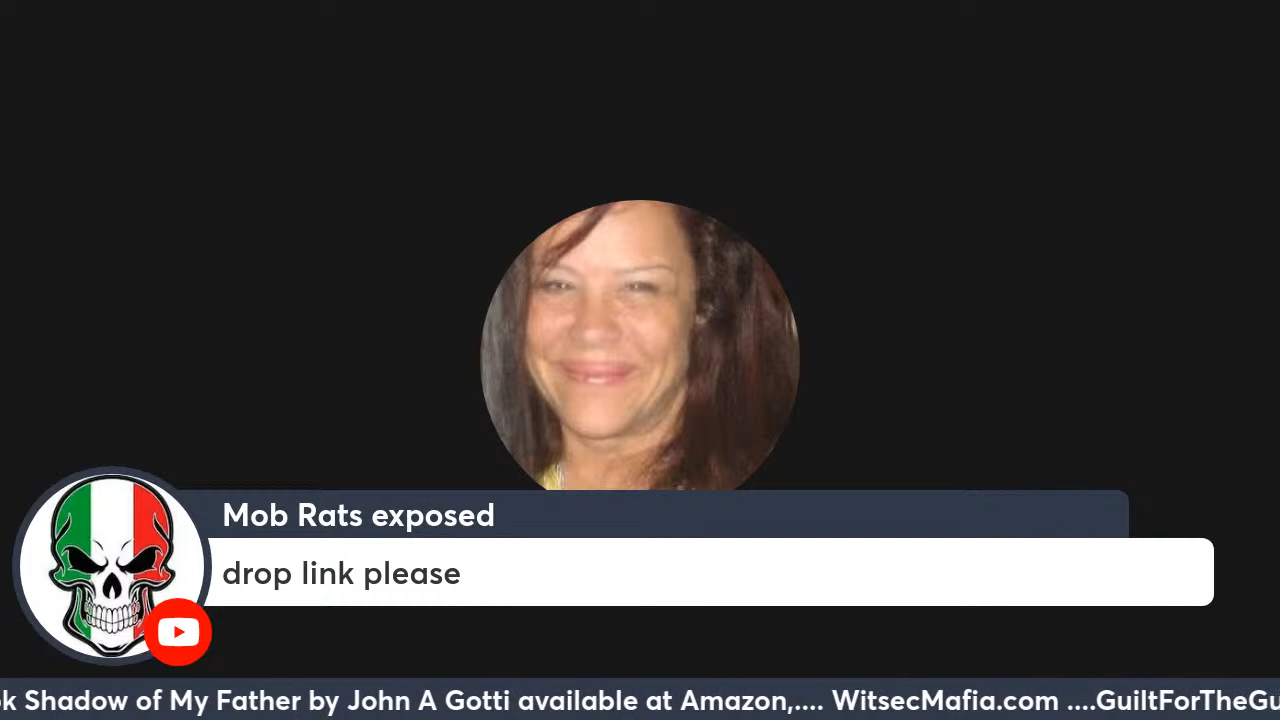 Mob Rats exposed
drop link please
Shadow of My Father by John A Gotti available at Amazon,.... WitsecMafia.com ....